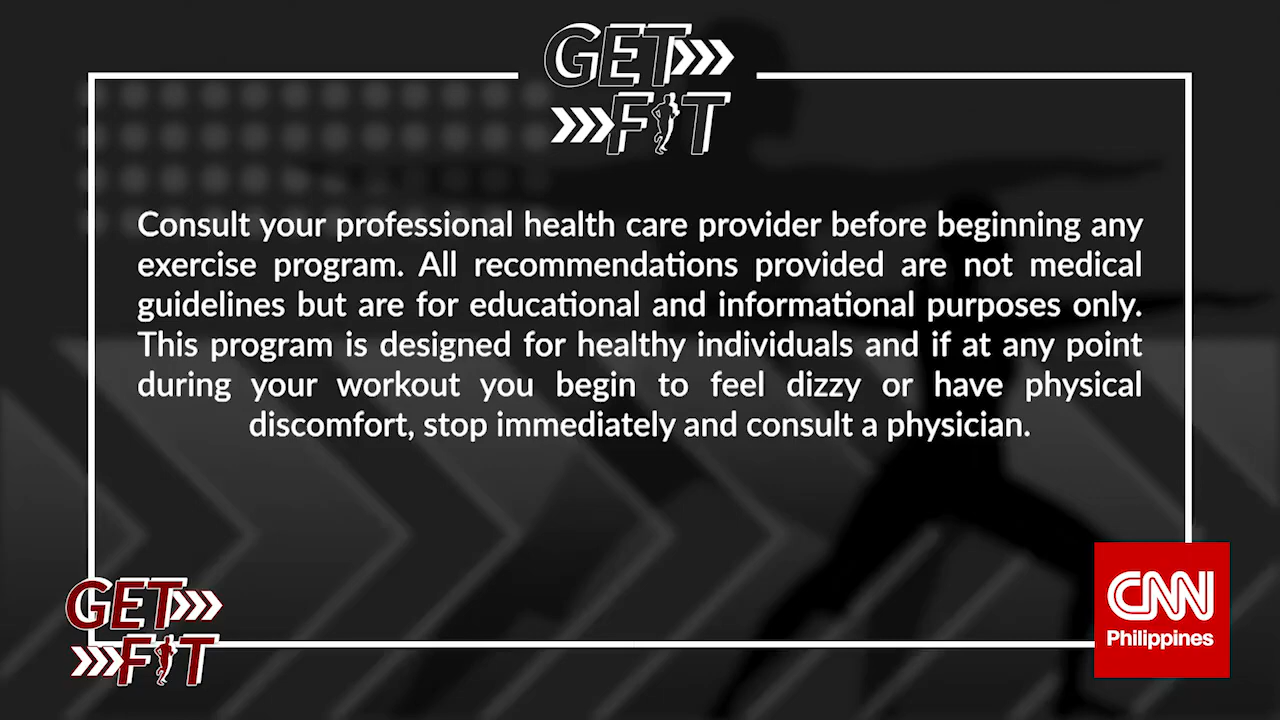 GET
FIT
Consult your professional health care provider before beginning any
exercise program. All recommendations provided are not medical
guidelines but are for educational and informational purposes only.
This program is designed for healthy individuals and if at any point
during your workout you begin to feel dizzy or have physical
discomfort, stop immediately and consult a physician.
GET
FIT
CNN
Philippines